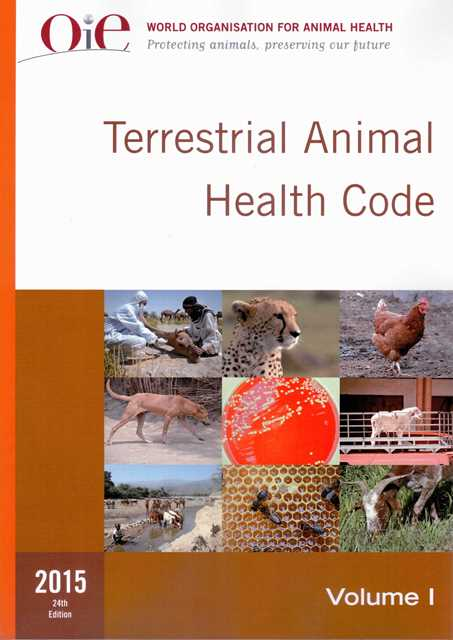 OIE
WORLD ORGANISATION FOR ANIMAL HEALTH
Protecting animals, preserving our future
Terrestrial Animal
Health Code
2015
24th
Edition
Volume I